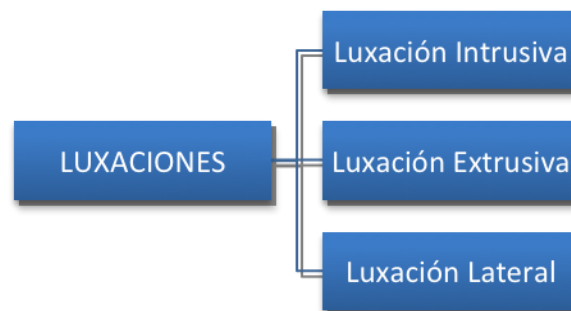 Luxación Intrusiva
LUXACIONES
Luxación Extrusiva
Luxación Lateral